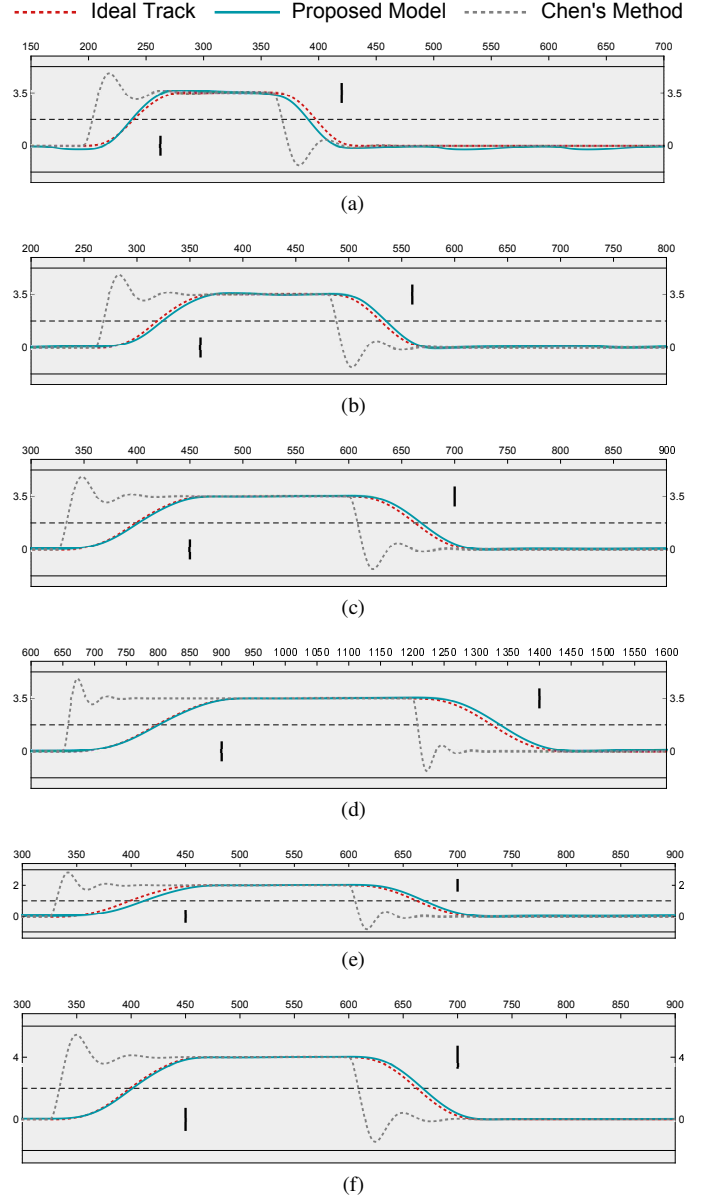 Ideal Track Proposed Model Chen's Method
150 200 250 300 350 400 450 500 550 600 650 700
3.5 3.5
0 0
(a)
200 250 300 350 400 450 500 550 600 650 700 750 800
3.5 3.5
0 0
(b)
300 350 400 450 500 550 600 650 700 750 800 850 900
3.5 3.5
0 0
(c)
600 650 700 750 800 850 900 950 1000 1050 1100 1150 1200 1250 1300 1350 1400 1450 1500 1550 1600
3.5 3.5
0 0
(d)
300 350 400 450 500 550 600 650 700 750 800 850 900
2 2
0 0
(e)
300 350 400 450 500 550 600 650 700 750 800 850 900
4 4
0 0
(f)